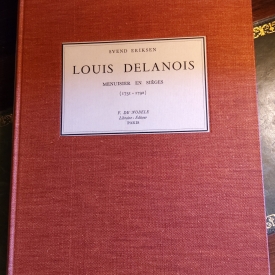 SVEND ERIKSEN
LOUIS DELANOIS
MENUISIER EN SIÈGES
(1731 - 1792)
F. DE NOBELE
Libraire - Éditeur
PARIS